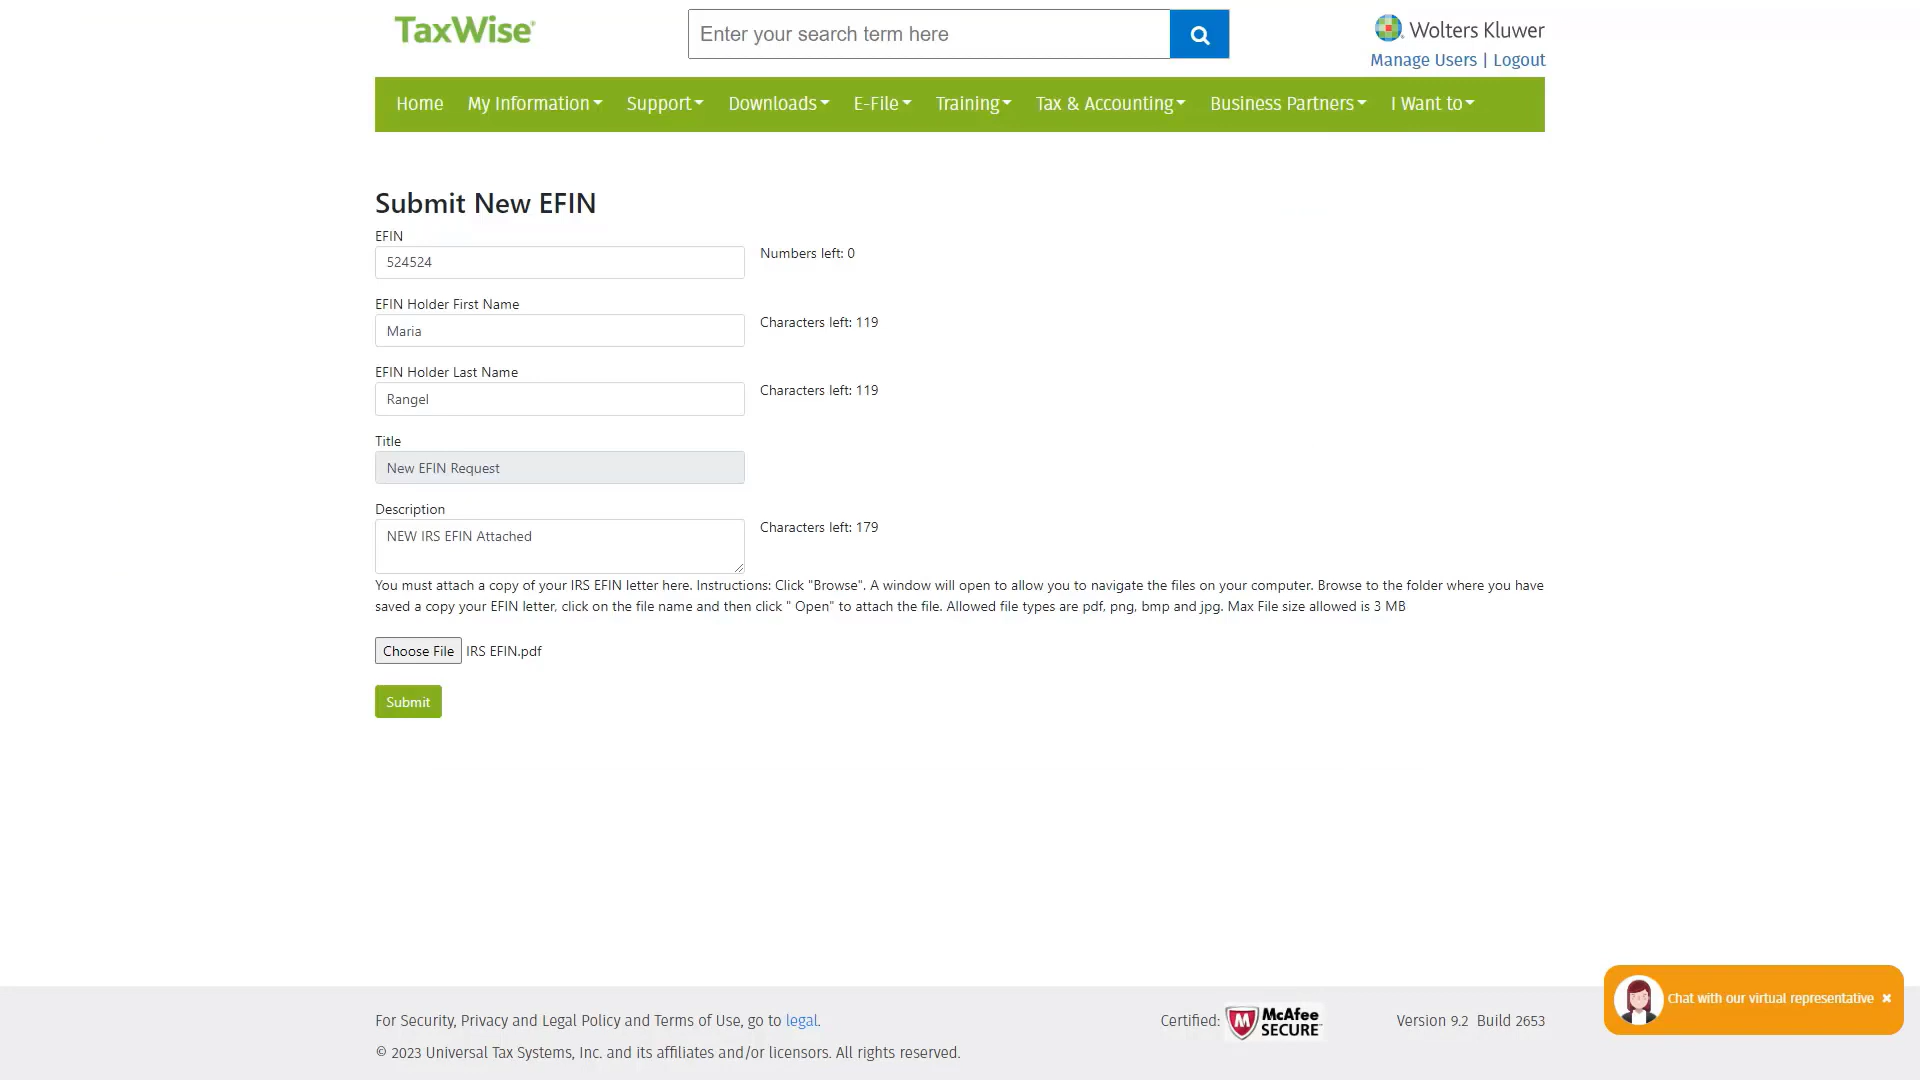 TaxWise®
Enter your search term here
Wolters Kluwer
Manage Users | Logout
Home My Information Support Downloads E-File Training Tax & Accounting Business Partners I Want to
Submit New EFIN
EFIN
524524
Numbers left: 0
EFIN Holder First Name
Maria
Characters left: 119
EFIN Holder Last Name
Rangel
Characters left: 119
Title
New EFIN Request
Description
NEW IRS EFIN Attached
Characters left: 179
You must attach a copy of your IRS EFIN letter here. Instructions: Click "Browse". A window will open to allow you to navigate the files on your computer. Browse to the folder where you have
saved a copy your EFIN letter, click on the file name and then click " Open" to attach the file. Allowed file types are pdf, png, bmp and jpg. Max File size allowed is 3 MB
Choose File IRS EFIN.pdf
Submit
Chat with our virtual representative ×
For Security, Privacy and Legal Policy and Terms of Use, go to legal.
Certified: McAfee SECURE
Version 9.2 Build 2653
© 2023 Universal Tax Systems, Inc. and its affiliates and/or licensors. All rights reserved.